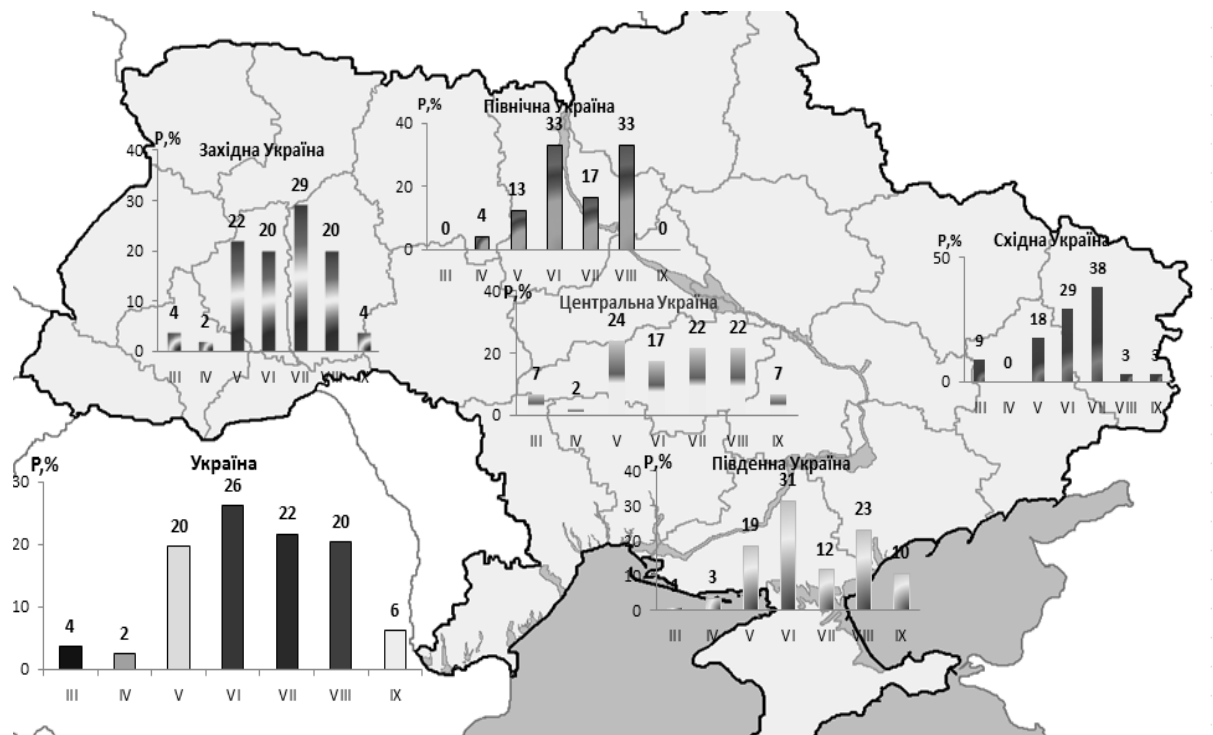 P,%
Північна Україна
40
20
0
0
4
13
33
17
33
0
III
IV
V
VI
VII
VIII
IX
P,%
Західна Україна
40
30
20
10
0
4
2
22
20
29
20
4
III
IV
V
VI
VII
VIII
IX
P,%
Східна Україна
50
0
9
0
18
29
38
3
3
III
IV
V
VI
VII
VIII
IX
P,%
Центральна Україна
40
20
0
7
2
24
17
22
22
7
III
IV
V
VI
VII
VIII
IX
P,%
Україна
30
20
10
0
4
2
20
26
22
20
6
III
IV
V
VI
VII
VIII
IX
P,%
Південна Україна
40
30
20
10
0
1
3
19
31
12
23
10
III
IV
V
VI
VII
VIII
IX